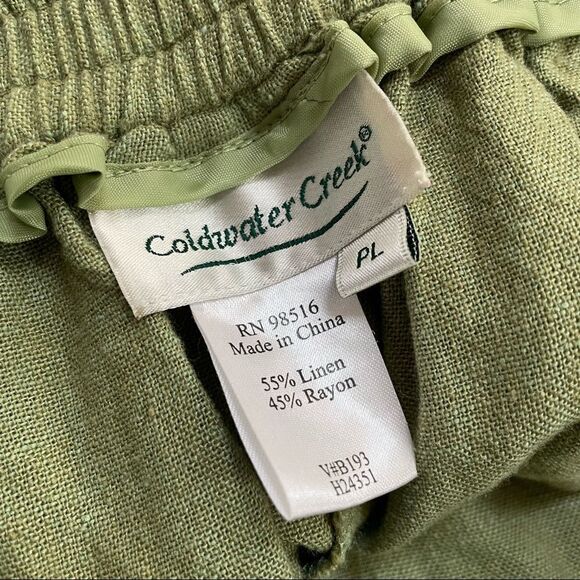 Coldwater Creek®
PL
RN 98516
Made in China
55% Linen
45% Rayon
V#B193
H24351